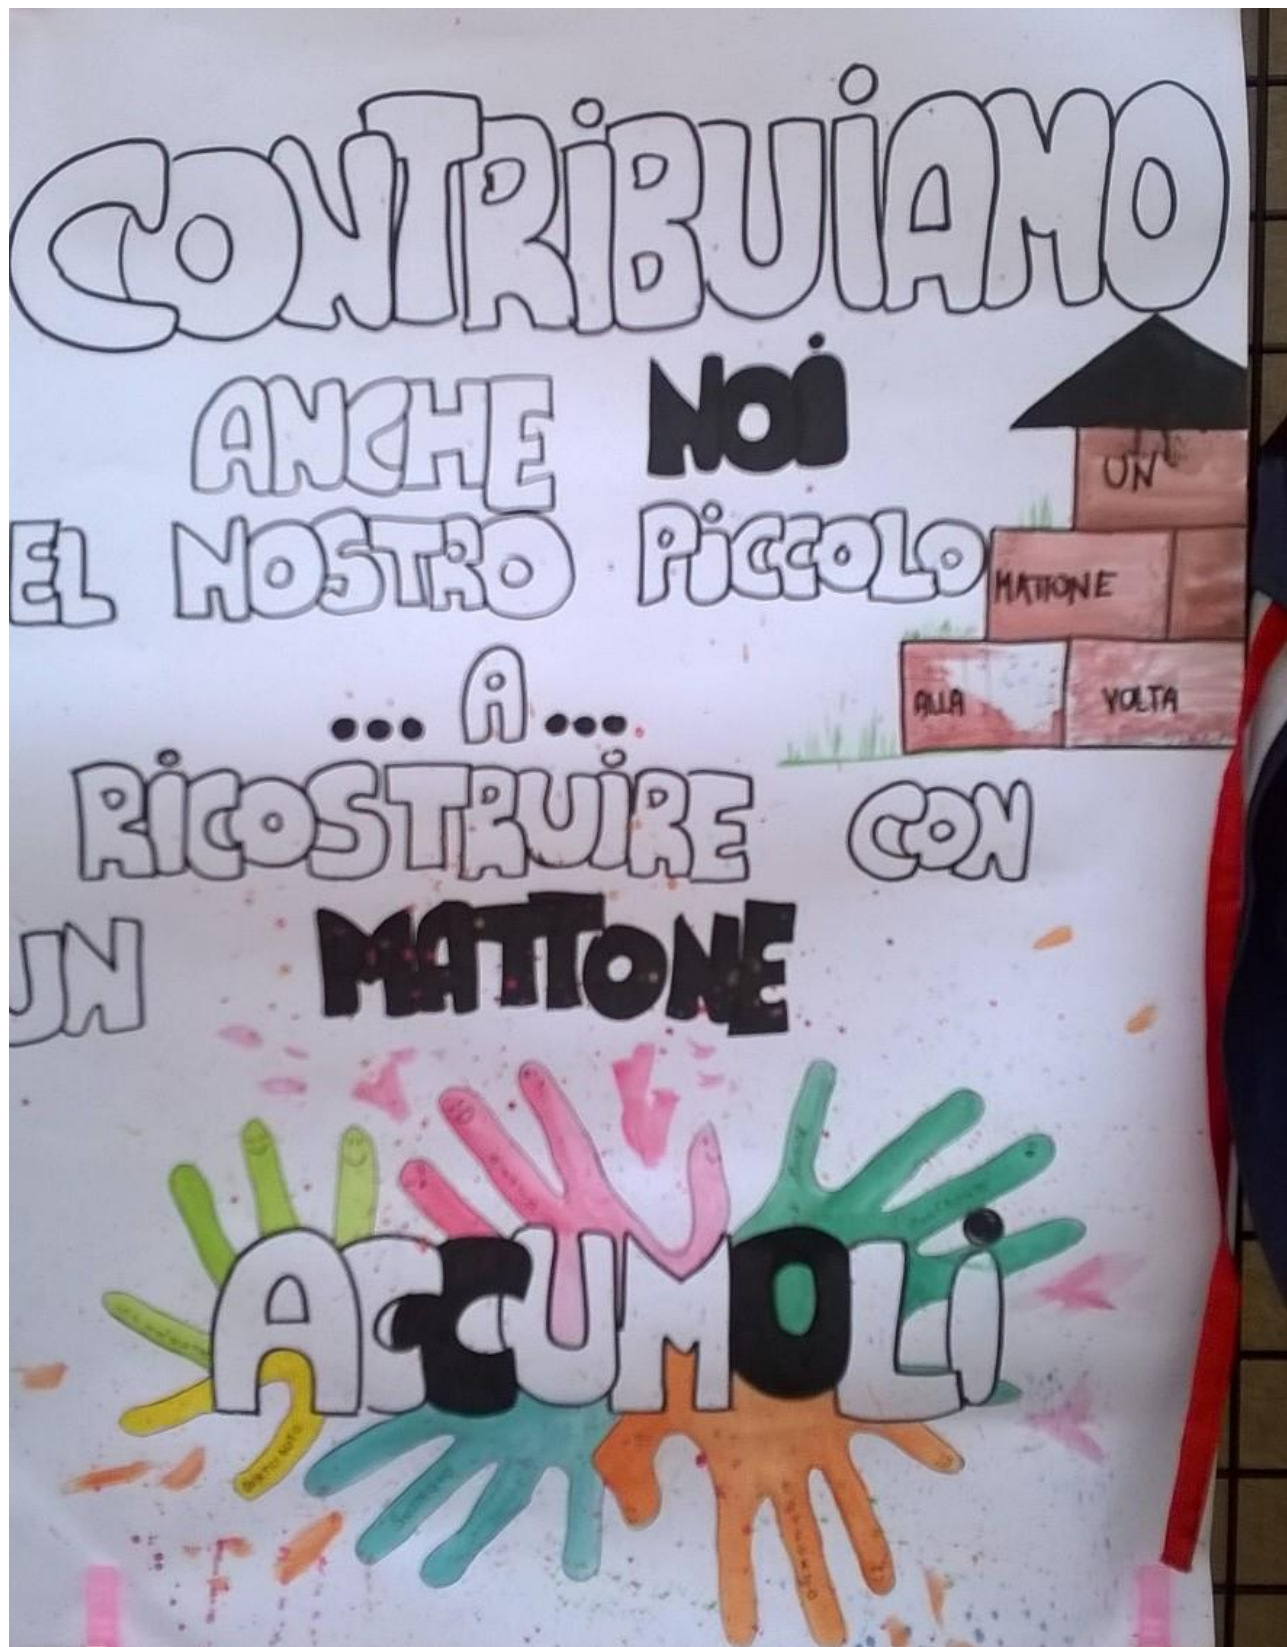 CONTRIBUiAMO
ANCHE NOi
EL NOSTRO PiCCOLO
... A ...
RiCOSTRUiRE CON
UN MATTONE
UN
MATTONE
ALLA VOLTA
ACCUMOLi